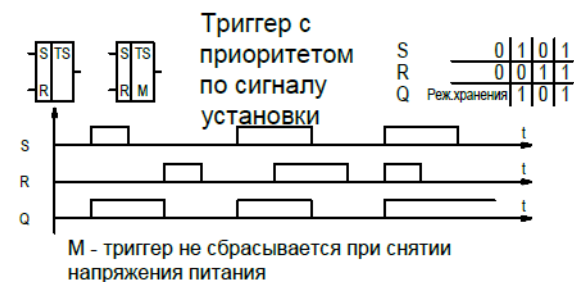 Триггер с
приоритетом
по сигналу
установки
S TS
R
S TS
R M
S 0 1 0 1
R 0 0 1 1
Q Реж.хранения 1 0 1
S t
R t
Q t
М - триггер не сбрасывается при снятии
напряжения питания